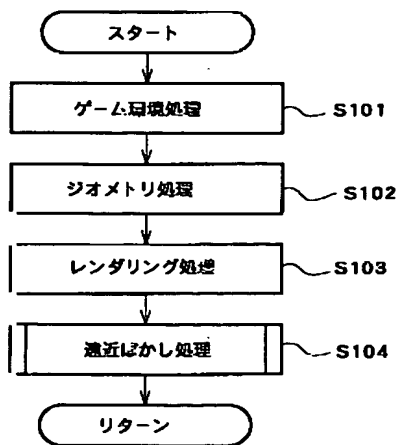 スタート
ゲーム環境処理
S101
ジオメトリ処理
S102
レンダリング処理
S103
遠近ぼかし処理
S104
リターン